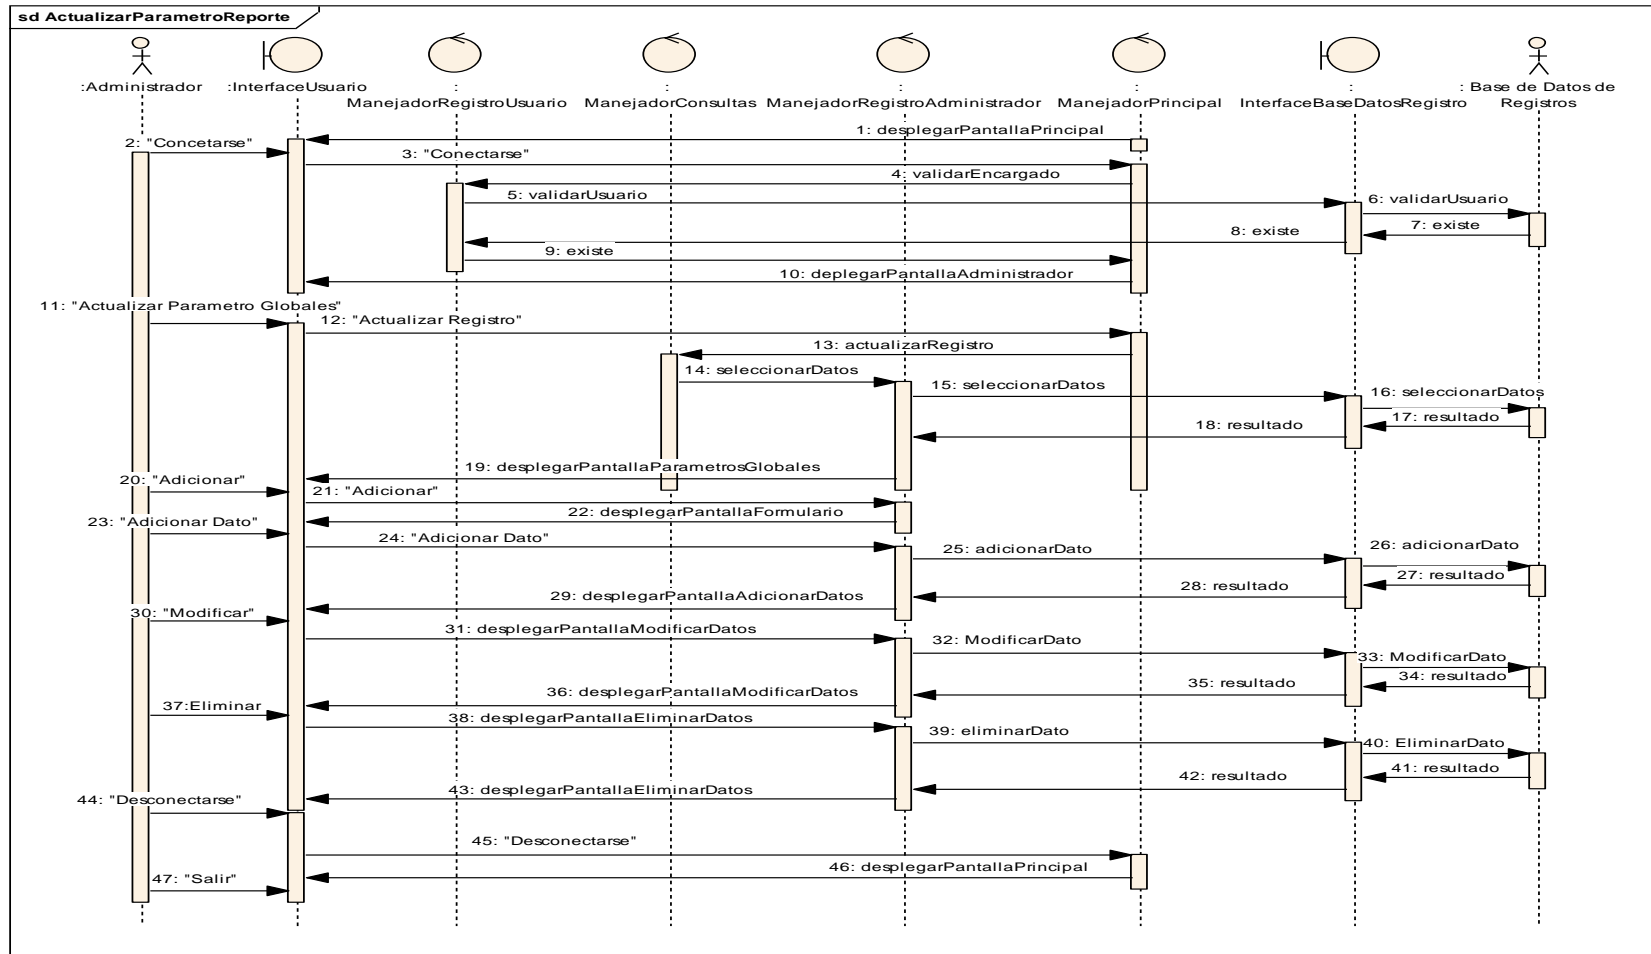 sd ActualizarParametroReporte
:Administrador
:InterfaceUsuario
:
ManejadorRegistroUsuario
:
ManejadorConsultas
:
ManejadorRegistroAdministrador
:
ManejadorPrincipal
:
InterfaceBaseDatosRegistro
: Base de Datos de
Registros
1: desplegarPantallaPrincipal
2: "Concetarse"
3: "Conectarse"
4: validarEncargado
5: validarUsuario
6: validarUsuario
7: existe
8: existe
9: existe
10: deplegarPantallaAdministrador
11: "Actualizar Parametro Globales"
12: "Actualizar Registro"
13: actualizarRegistro
14: seleccionarDatos
15: seleccionarDatos
16: seleccionarDatos
17: resultado
18: resultado
19: desplegarPantallaParametrosGlobales
20: "Adicionar"
21: "Adicionar"
22: desplegarPantallaFormulario
23: "Adicionar Dato"
24: "Adicionar Dato"
25: adicionarDato
26: adicionarDato
27: resultado
28: resultado
29: desplegarPantallaAdicionarDatos
30: "Modificar"
31: desplegarPantallaModificarDatos
32: ModificarDato
33: ModificarDato
34: resultado
35: resultado
36: desplegarPantallaModificarDatos
37:Eliminar
38: desplegarPantallaEliminarDatos
39: eliminarDato
40: EliminarDato
41: resultado
42: resultado
43: desplegarPantallaEliminarDatos
44: "Desconectarse"
45: "Desconectarse"
46: desplegarPantallaPrincipal
47: "Salir"